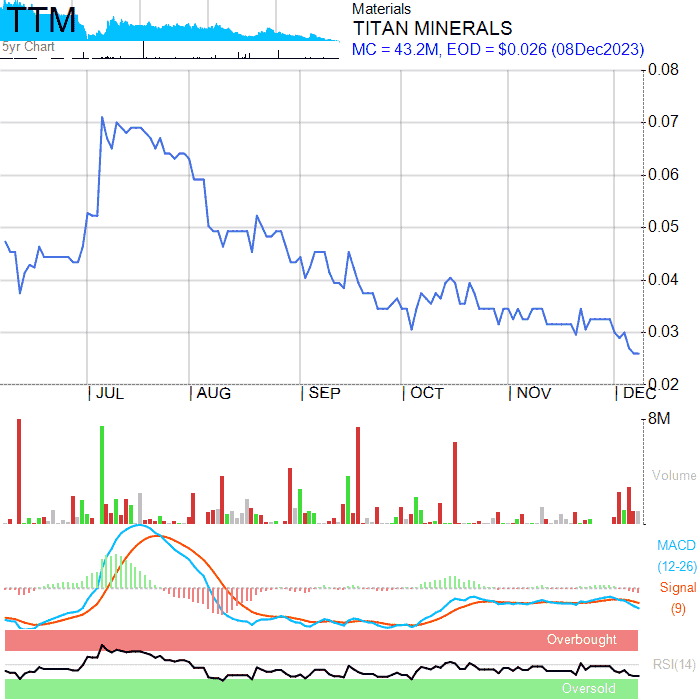 TTM
5yr Chart
Materials
TITAN MINERALS
MC = 43.2M, EOD = $0.026 (08Dec2023)
0.08
0.07
0.06
0.05
0.04
0.03
0.02
JUL AUG SEP OCT NOV DEC
8M
Volume
MACD
(12-26)
Signal
(9)
Overbought
RSI(14)
Oversold